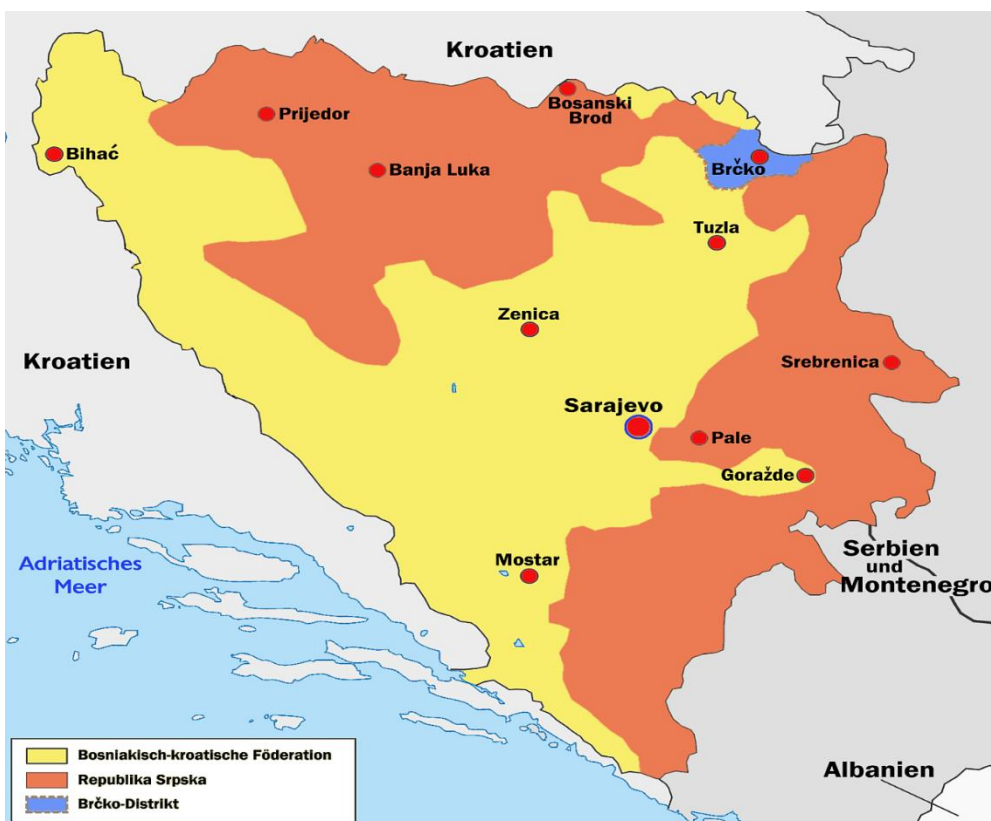 Kroatien
Prijedor
Bosanski
Brod
Bihać
Banja Luka
Brčko
Tuzla
Zenica
Kroatien
Srebrenica
Sarajevo
Pale
Goražde
Serbien
und
Montenegro
Mostar
Adriatisches
Meer
Albanien
Bosniakisch-kroatische Föderation
Republika Srpska
Brčko-Distrikt